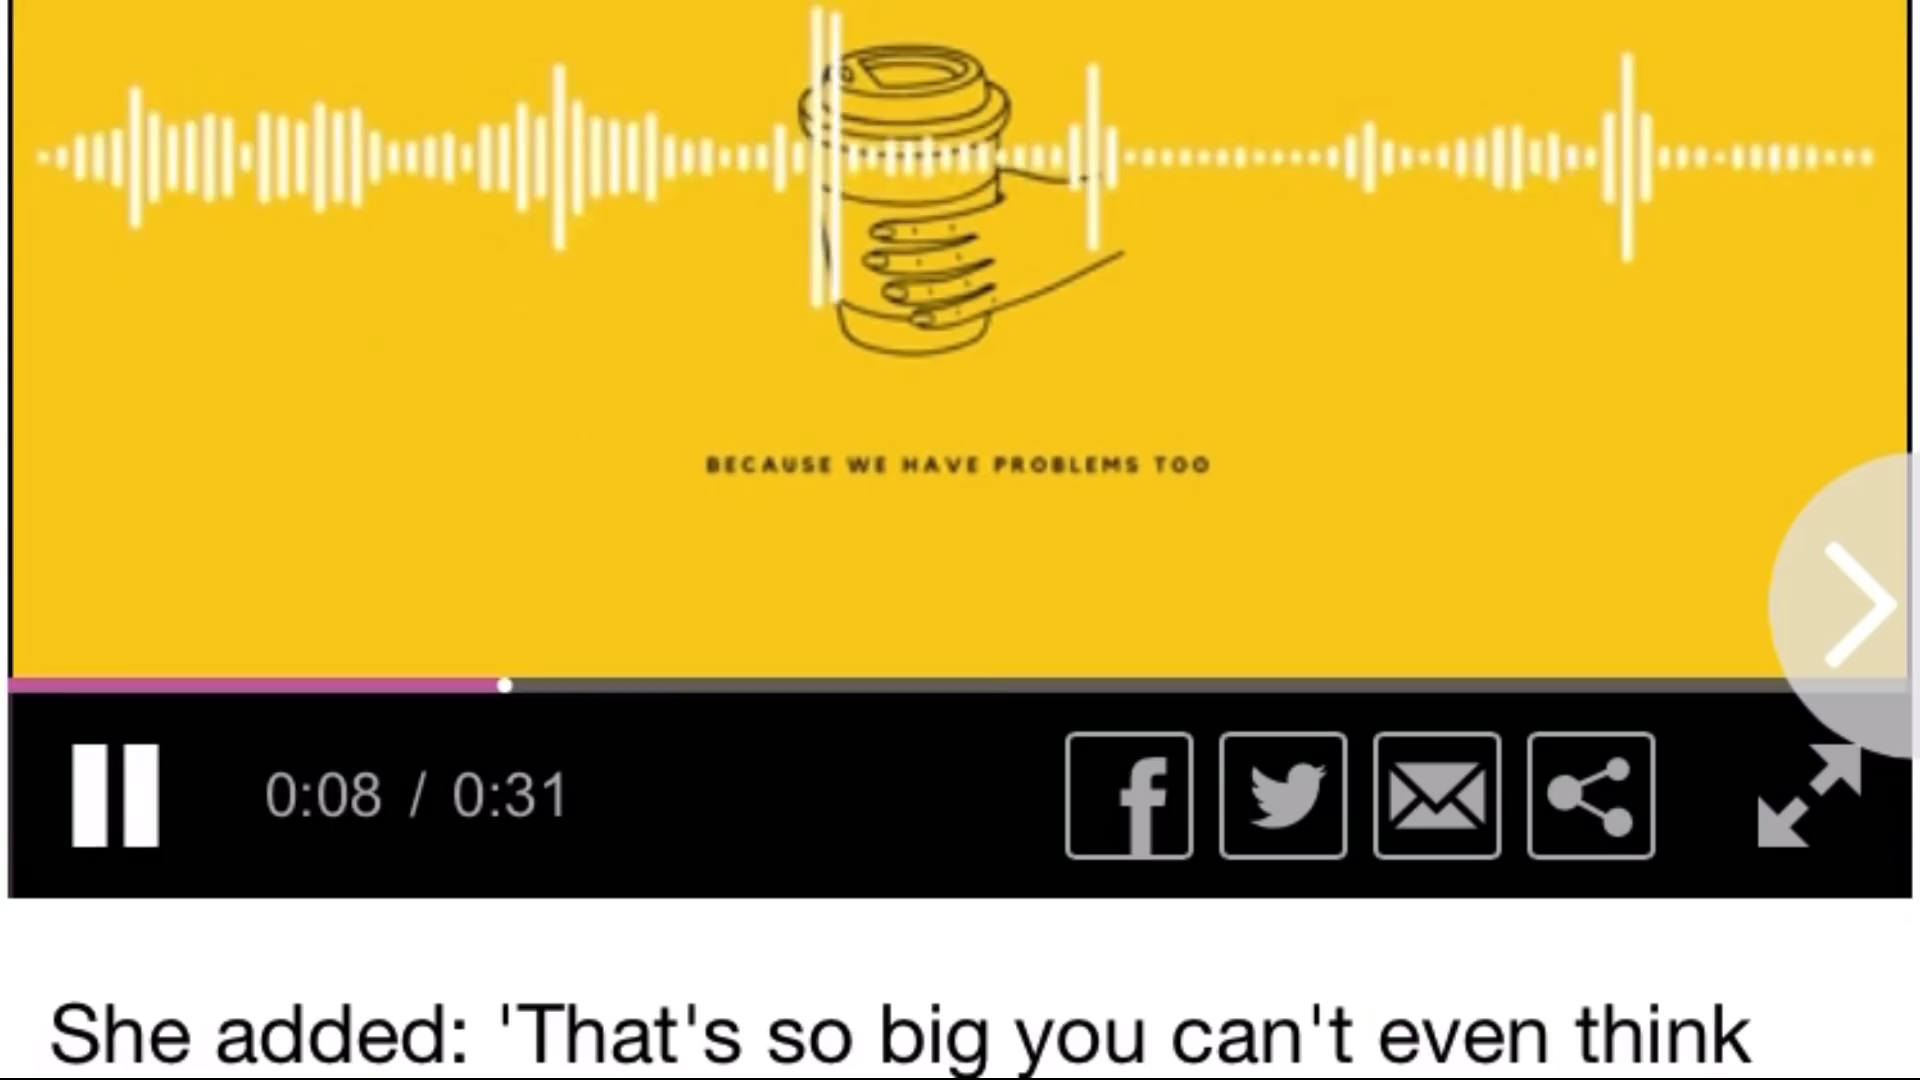 BECAUSE WE HAVE PROBLEMS TOO
0:08 / 0:31
She added: 'That's so big you can't even think